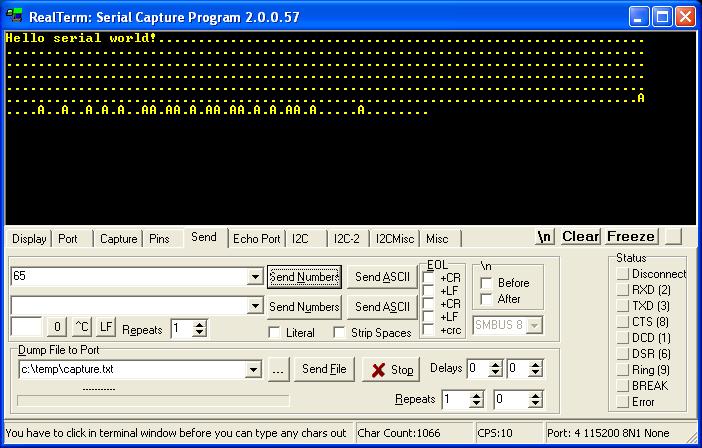 RealTerm: Serial Capture Program 2.0.0.57
Hello serial world!...............................................................
..................................................................................
..................................................................................
..................................................................................
..................................................................................
.................................................................................A
....A..A..A.A.A..AA.AA.A.AA.AA.A.A.AA.A.....A........
Display Port Capture Pins Send Echo Port I2C I2C-2 I2CMisc Misc \n Clear Freeze
65 Send Numbers Send ASCII
Send Numbers Send ASCII
0 ^C LF Repeats 1 Literal Strip Spaces
EOL
+CR
+LF
+CR
+LF
+crc
\n
Before
After
SMBUS 8
Dump File to Port
c:\temp\capture.txt ... Send File Stop Delays 0 0
-----------
Repeats 1 0
Status
Disconnect
RXD (2)
TXD (3)
CTS (8)
DCD (1)
DSR (6)
Ring (9)
BREAK
Error
You have to click in terminal window before you can type any chars out Char Count:1066 CPS:10 Port: 4 115200 8N1 None